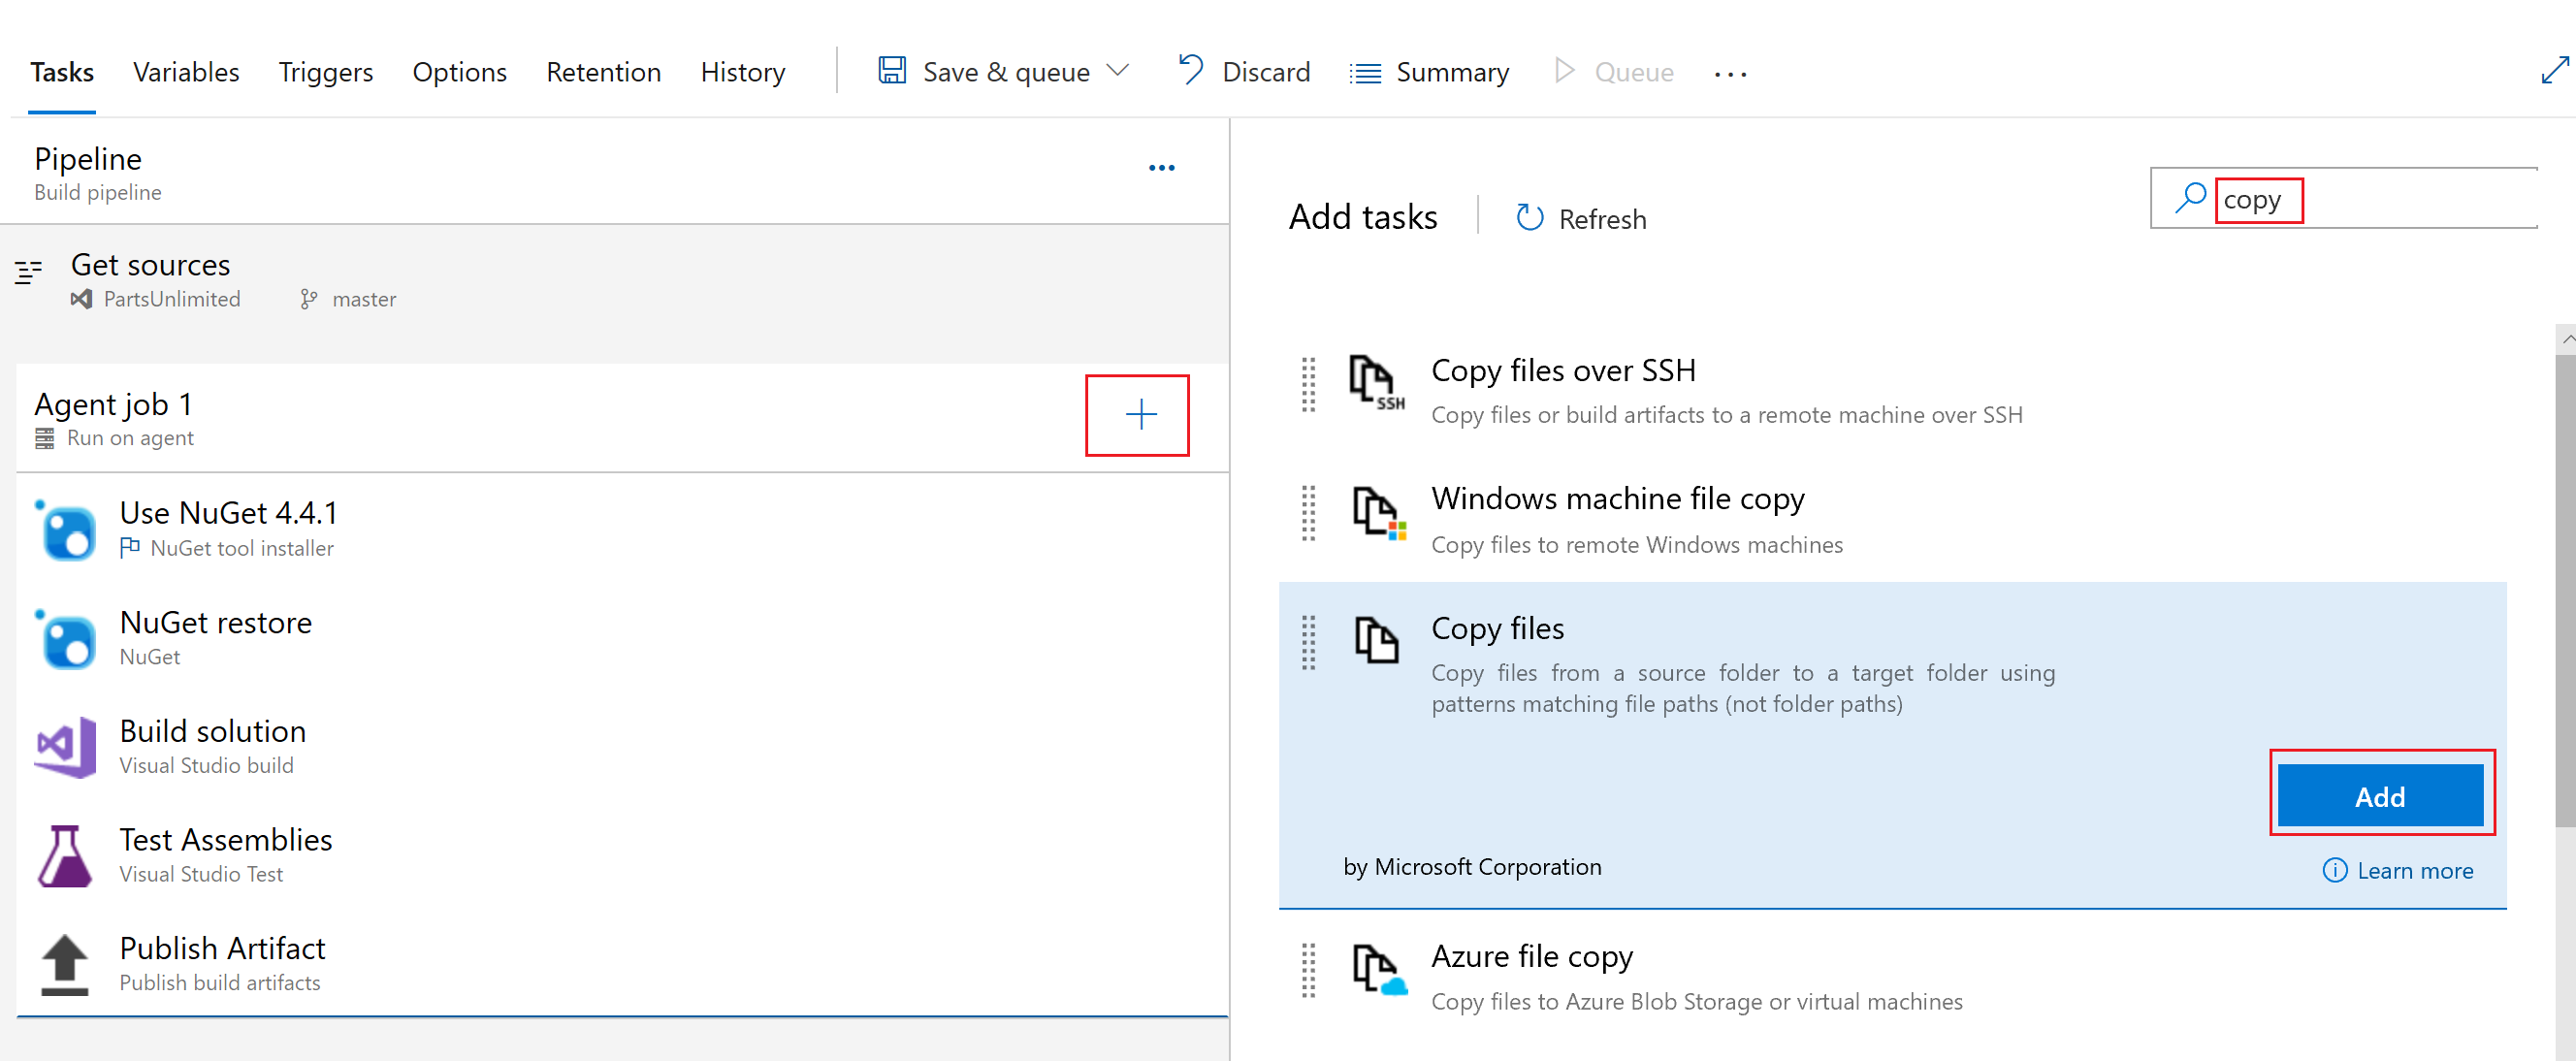 Tasks Variables Triggers Options Retention History Save & queue Discard Summary Queue ...
Pipeline
Build pipeline
Get sources
PartsUnlimited master
Agent job 1
Run on agent
Use NuGet 4.4.1
NuGet tool installer
NuGet restore
NuGet
Build solution
Visual Studio build
Test Assemblies
Visual Studio Test
Publish Artifact
Publish build artifacts
Add tasks Refresh copy
Copy files over SSH
SSH
Copy files or build artifacts to a remote machine over SSH
Windows machine file copy
Copy files to remote Windows machines
Copy files
Copy files from a source folder to a target folder using
patterns matching file paths (not folder paths)
Add
by Microsoft Corporation Learn more
Azure file copy
Copy files to Azure Blob Storage or virtual machines